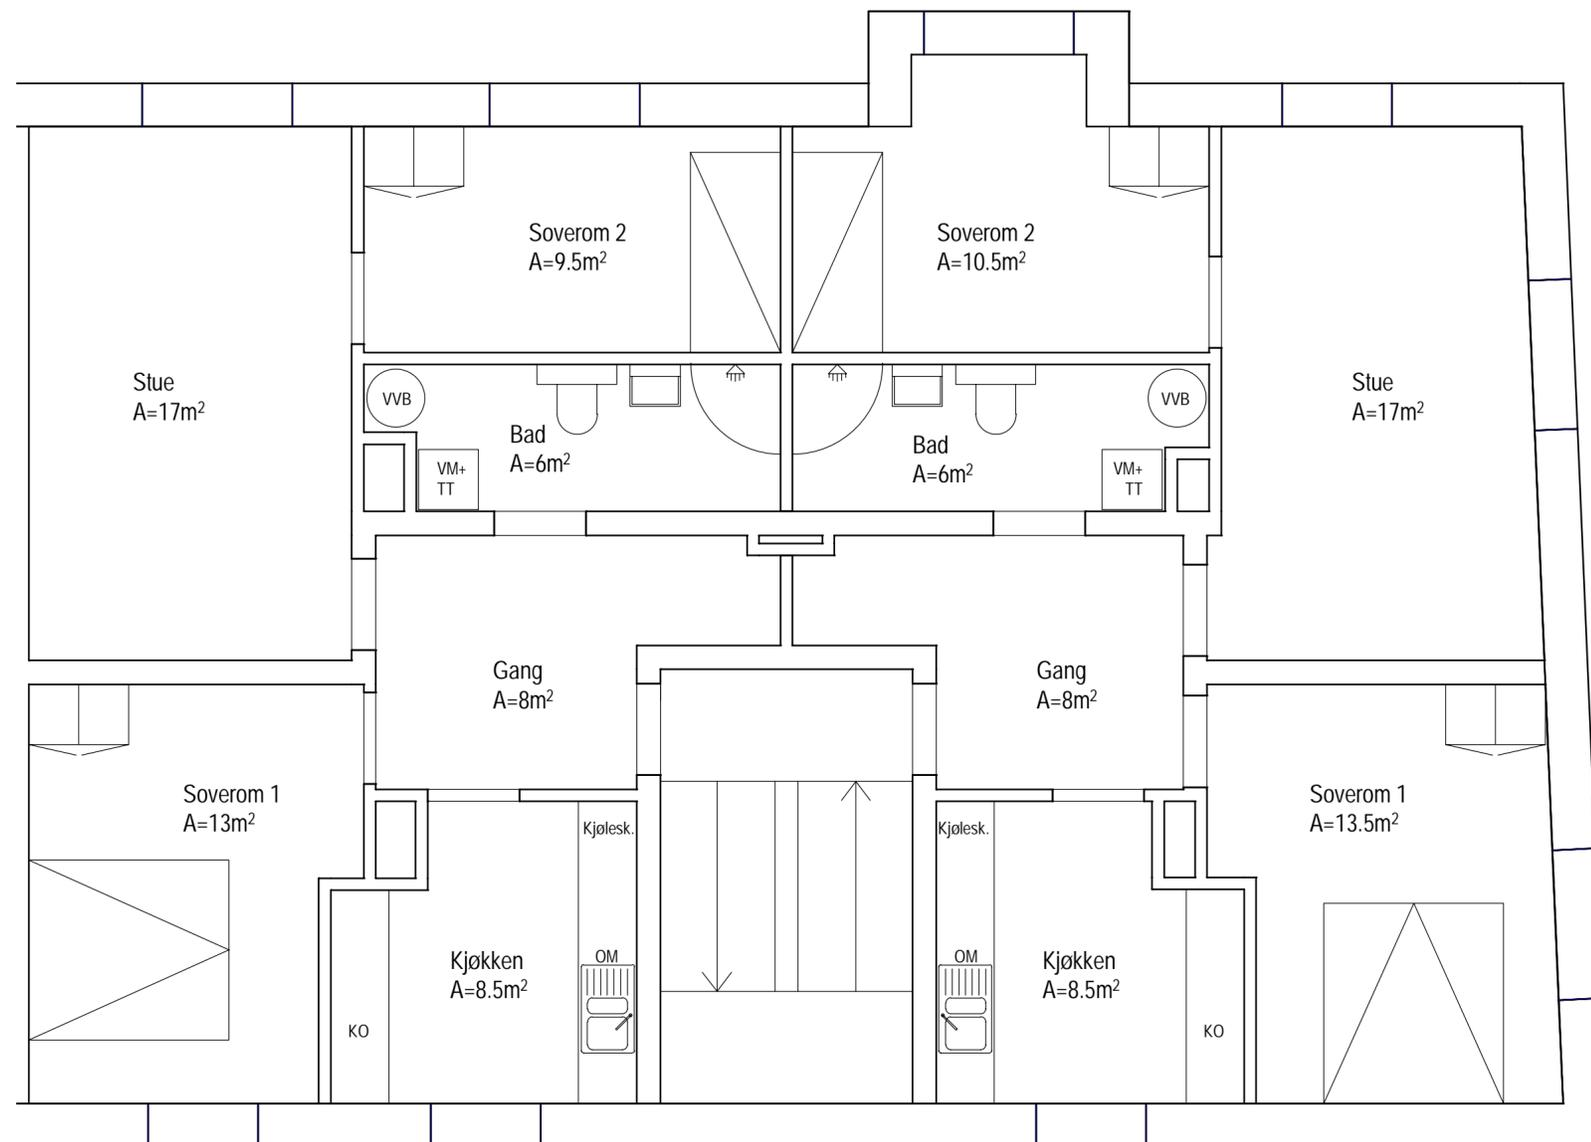 Soverom 2
A=9.5m²
Soverom 2
A=10.5m²
Stue
A=17m²
Stue
A=17m²
VVB
VVB
Bad
A=6m²
Bad
A=6m²
VM+
TT
VM+
TT
Gang
A=8m²
Gang
A=8m²
Soverom 1
A=13m²
Soverom 1
A=13.5m²
Kjølesk.
Kjølesk.
OM
OM
Kjøkken
A=8.5m²
Kjøkken
A=8.5m²
KO
KO